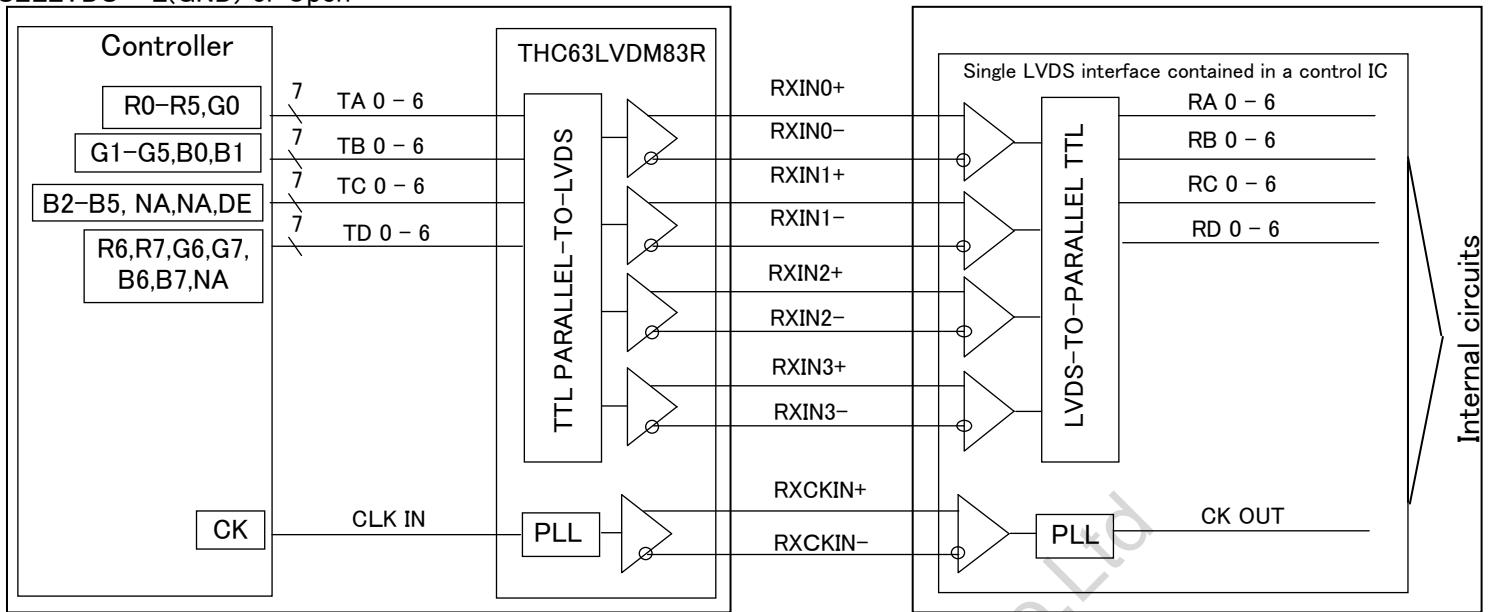 Controller
THC63LVDM83R
Single LVDS interface contained in a control IC
R0-R5,G0
7
TA 0 - 6
RXIN0+
RA 0 - 6
G1-G5,B0,B1
7
TB 0 - 6
RXIN0-
RB 0 - 6
B2-B5, NA,NA,DE
7
TC 0 - 6
RXIN1+
RC 0 - 6
R6,R7,G6,G7,
B6,B7,NA
7
TD 0 - 6
RXIN1-
RD 0 - 6
TTL PARALLEL-TO-LVDS
RXIN2+
RXIN2-
RXIN3+
RXIN3-
LVDS-TO-PARALLEL TTL
Internal circuits
CK
CLK IN
PLL
RXCKIN+
RXCKIN-
PLL
CK OUT